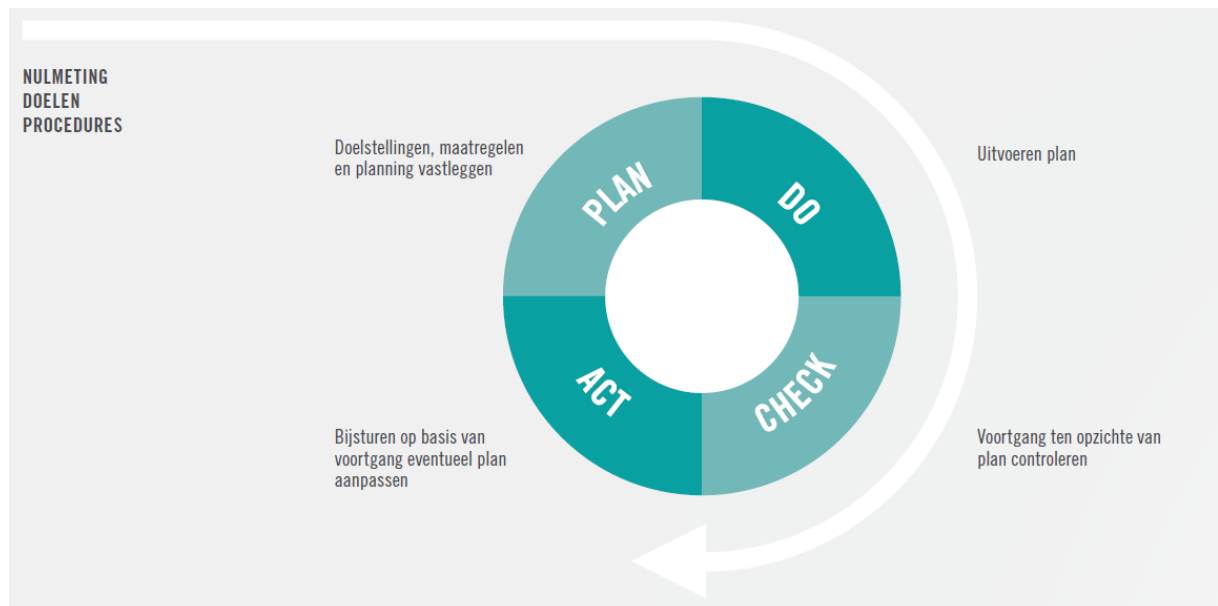 NULMETING
DOELEN
PROCEDURES
Doelstellingen, maatregelen
en planning vastleggen
PLAN
DO
Uitvoeren plan
ACT
CHECK
Bijsturen op basis van
voortgang eventueel plan
aanpassen
Voortgang ten opzichte van
plan controleren